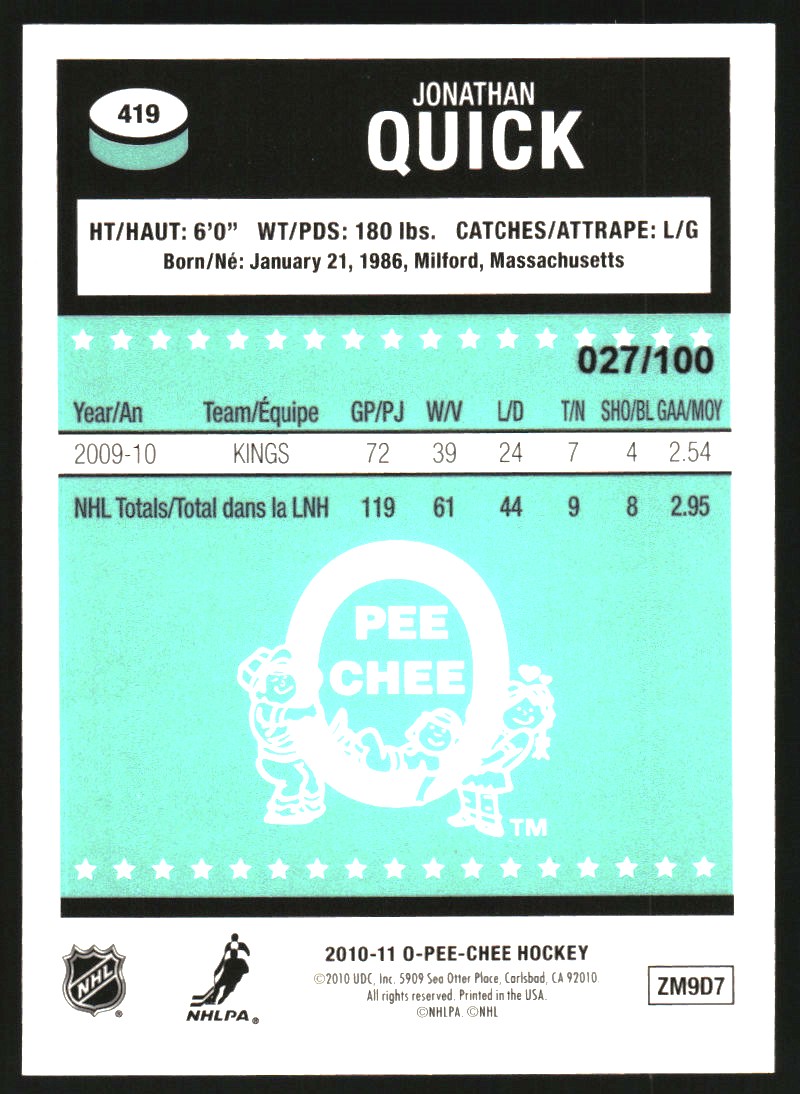 419
JONATHAN
QUICK
HT/HAUT: 6'0” WT/PDS: 180 lbs. CATCHES/ATTRAPE: L/G
Born/Né: January 21, 1986, Milford, Massachusetts
027/100
Year/An Team/Équipe GP/PJ W/V L/D T/N SHO/BL GAA/MOY
2009-10 KINGS 72 39 24 7 4 2.54
NHL Totals/Total dans la LNH 119 61 44 9 8 2.95
O
PEE
CHEE
TM
NHL ®
NHLPA ®
2010-11 O-PEE-CHEE HOCKEY
©2010 UDC, Inc. 5909 Sea Otter Place, Carlsbad, CA 92010.
All rights reserved. Printed in the USA.
©NHLPA. ©NHL
ZM9D7